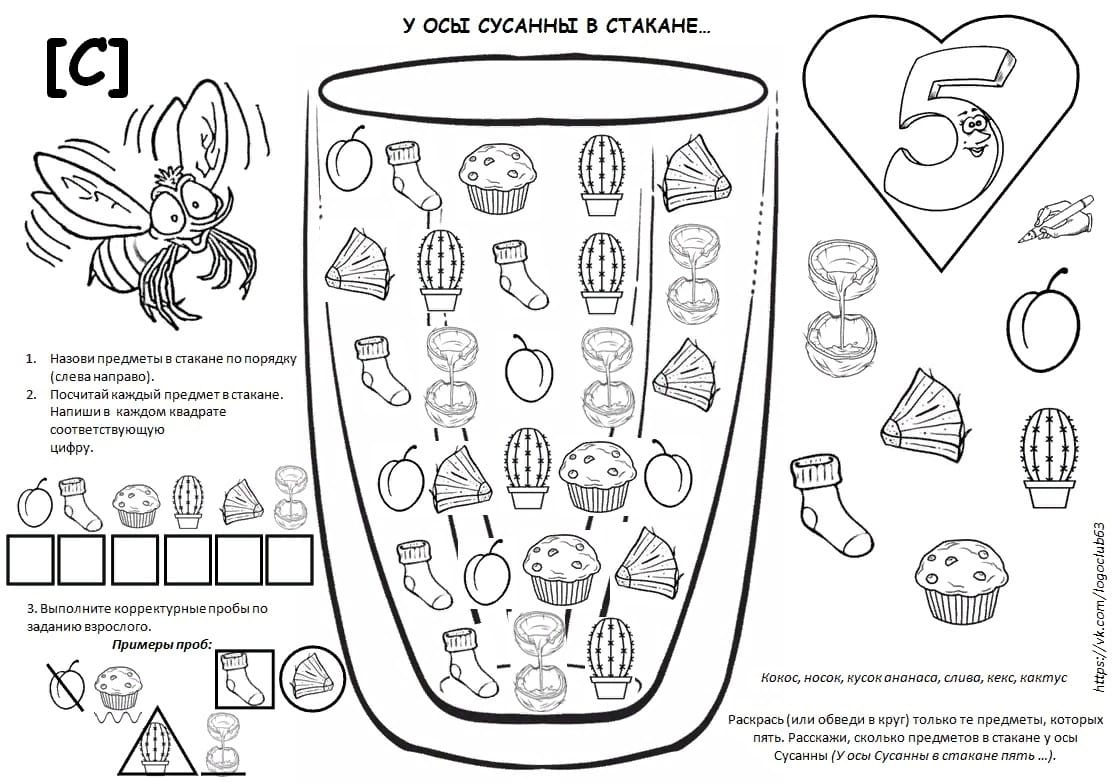 У ОСЫ СУСАННЫ В СТАКАНЕ…
[С]
5
1. Назови предметы в стакане по порядку
(слева направо).
2. Посчитай каждый предмет в стакане.
Напиши в каждом квадрате
соответствующую
цифру.
3. Выполните корректурные пробы по
заданию взрослого.
Примеры проб:
Кокос, носок, кусок ананаса, слива, кекс, кактус
Раскрась (или обведи в круг) только те предметы, которых
пять. Расскажи, сколько предметов в стакане у осы
Сусанны (У осы Сусанны в стакане пять …).
https://vk.com/logoclub63